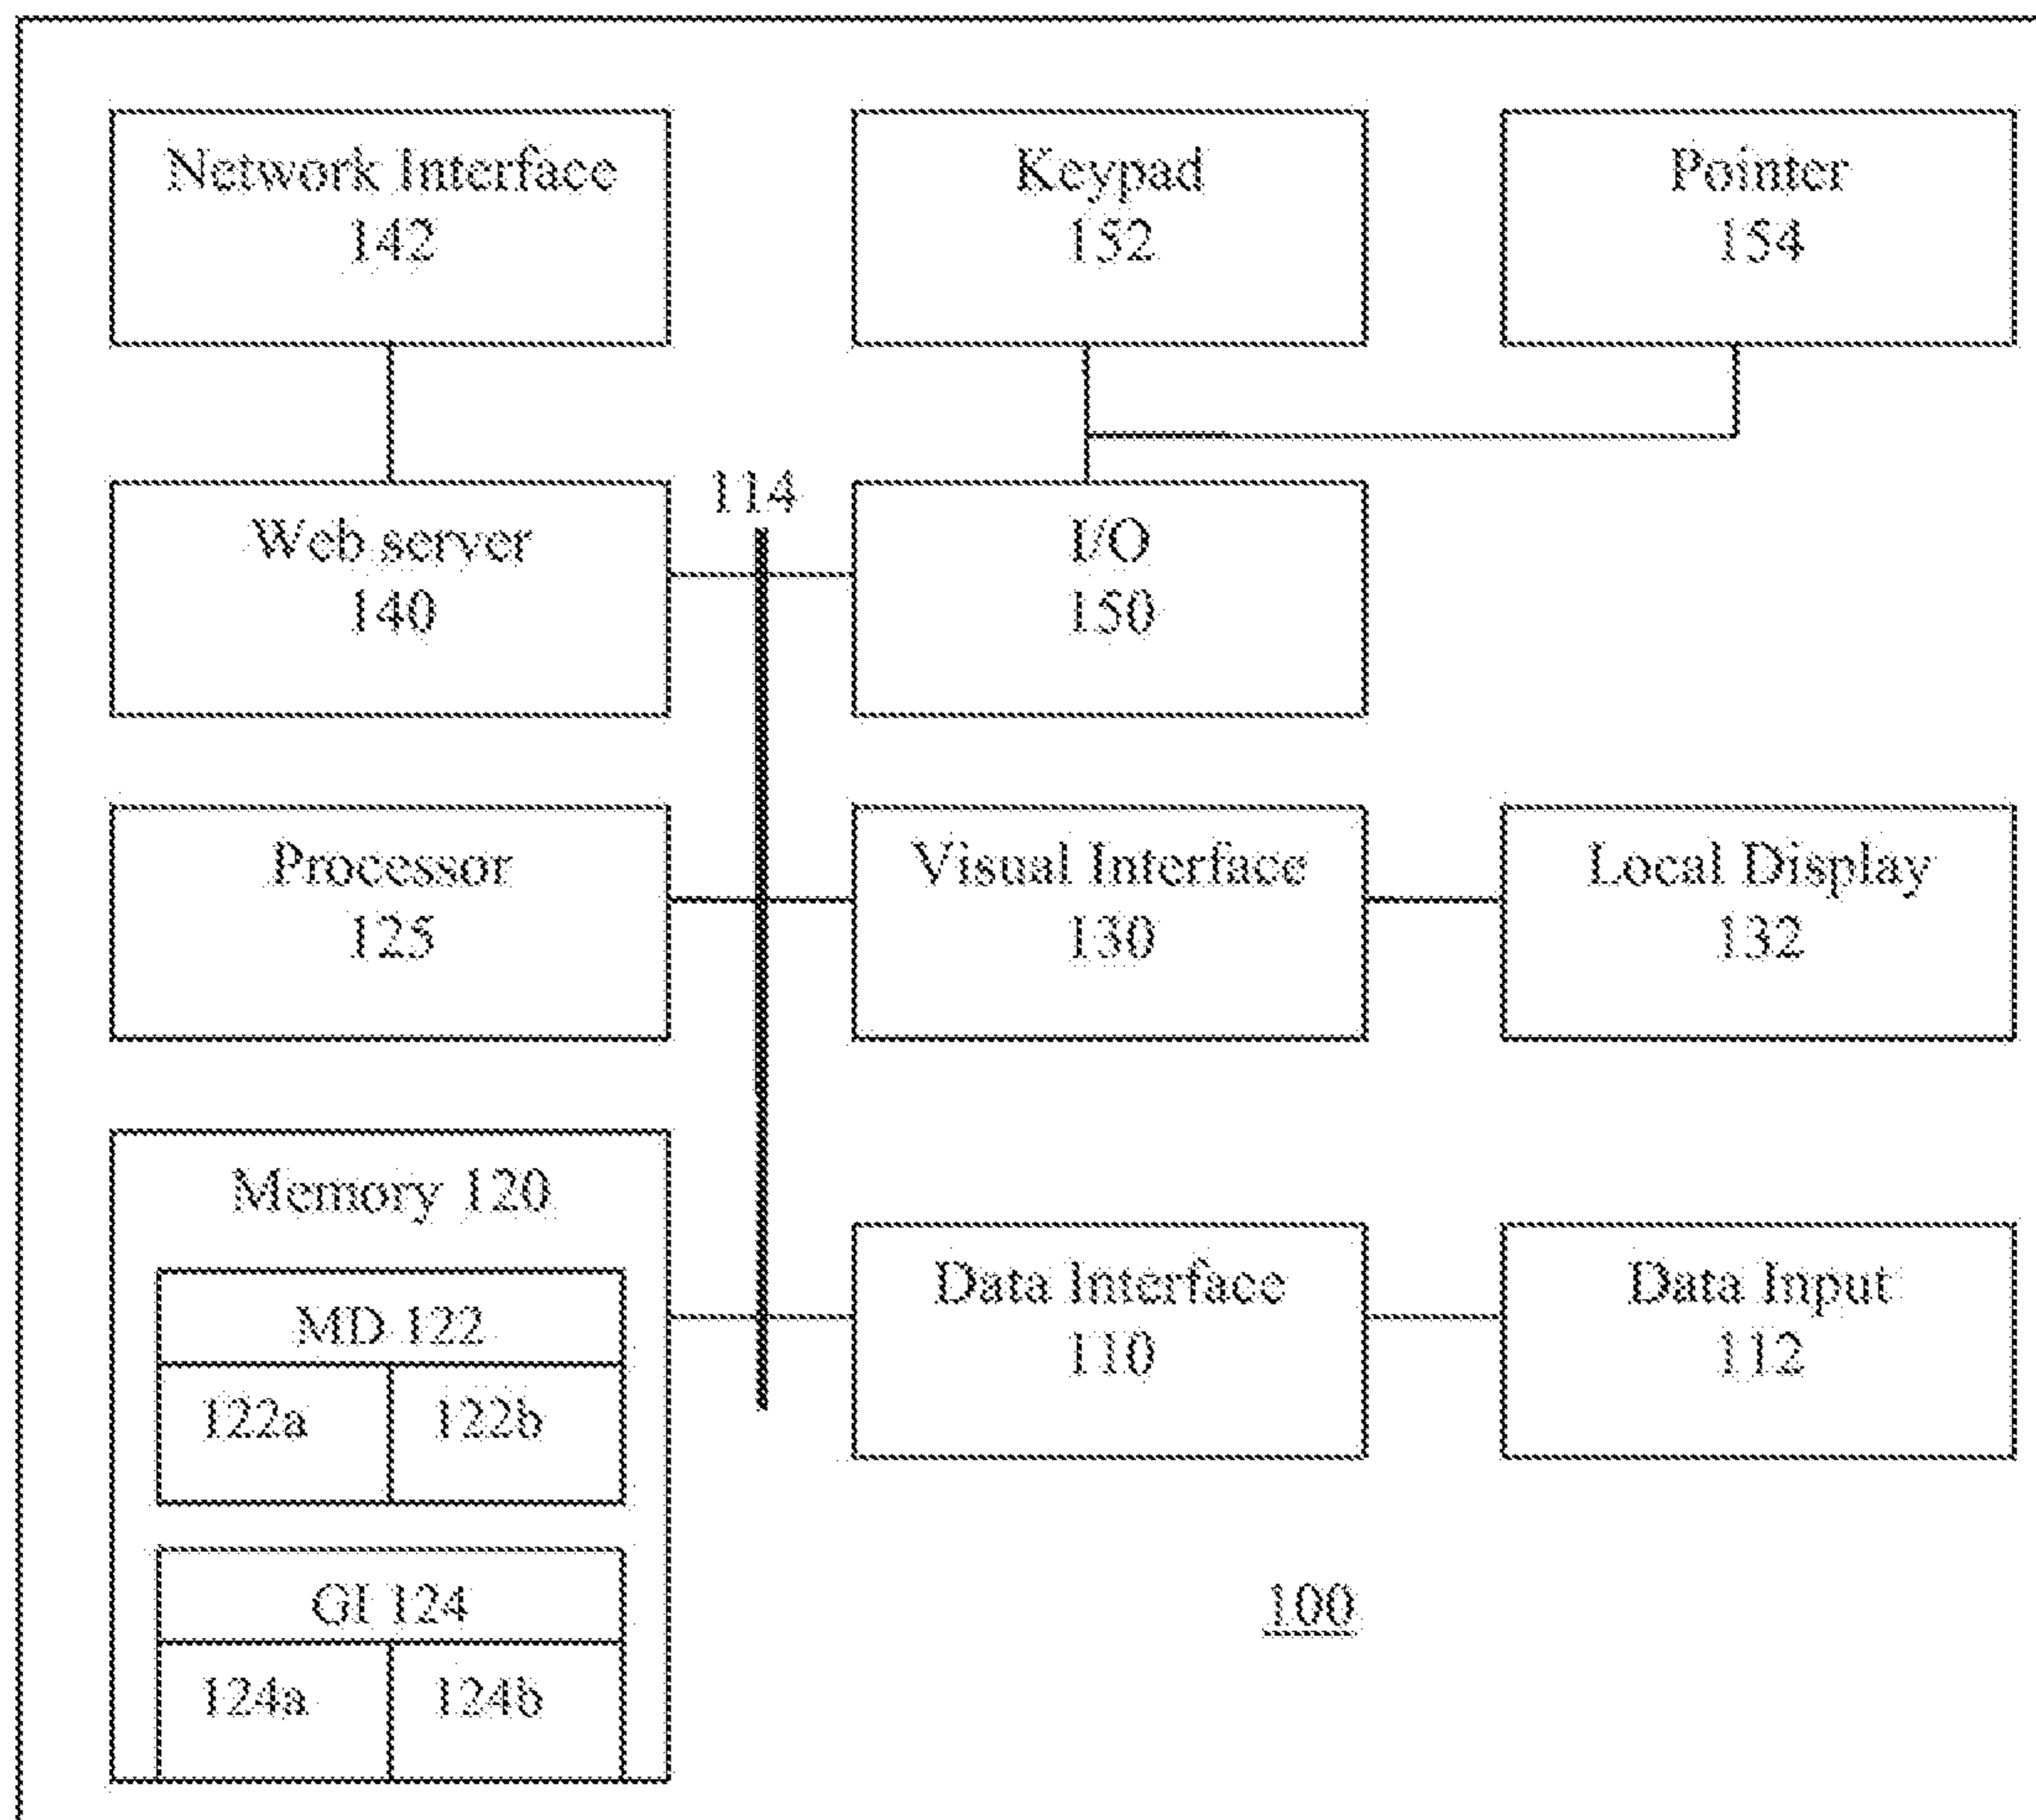 Network Interface
142
Keypad
152
Pointer
154
114
Web server
140
I/O
150
Processor
125
Visual Interface
130
Local Display
132
Memory 120
MD 122
122a
122b
GI 124
124a
124b
Data Interface
110
Data Input
112
100